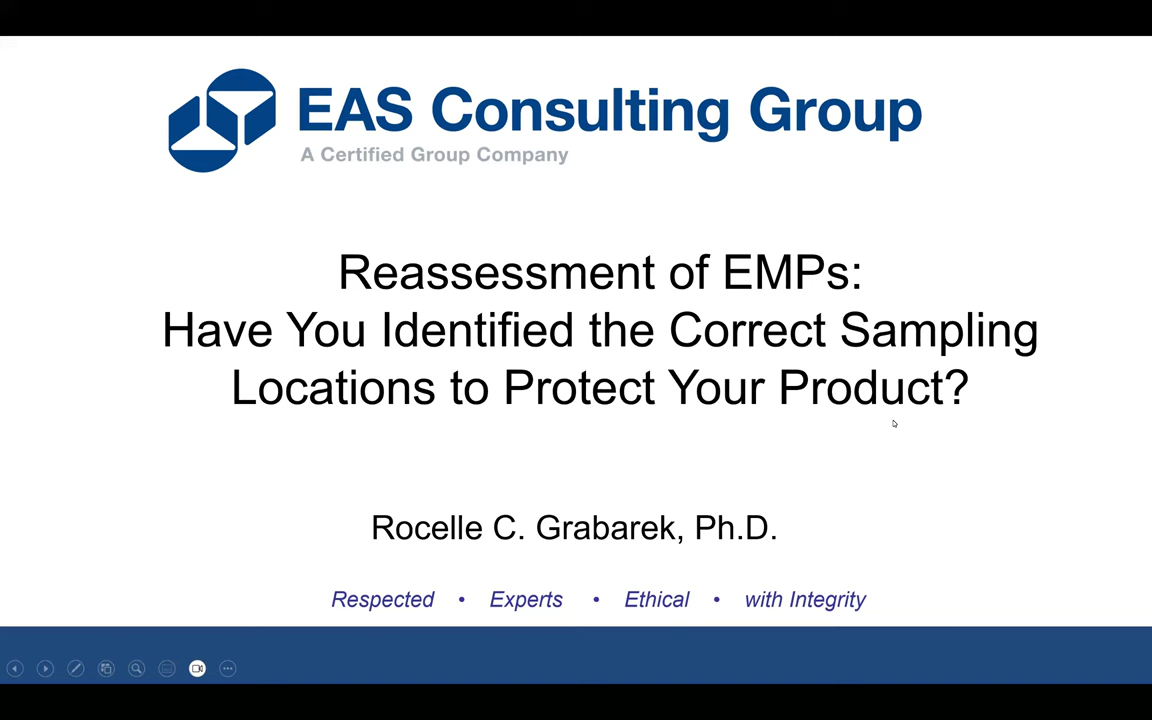 EAS Consulting Group
A Certified Group Company
Reassessment of EMPs:
Have You Identified the Correct Sampling
Locations to Protect Your Product?
Rocelle C. Grabarek, Ph.D.
Respected • Experts • Ethical • with Integrity